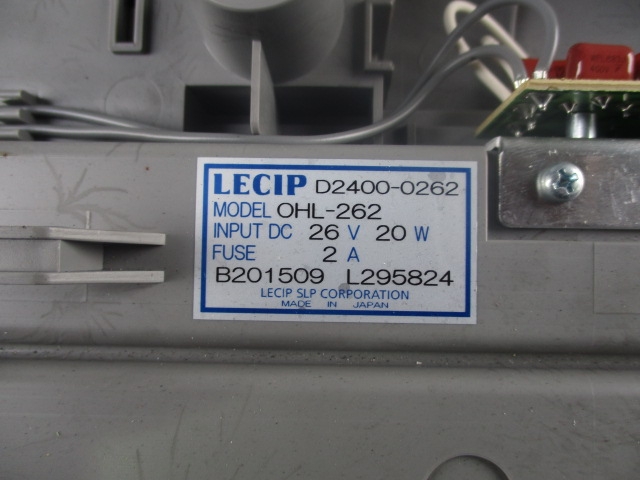 LECIP D2400-0262
MODEL OHL-262
INPUT DC 26 V 20 W
FUSE 2 A
B201509 L295824
LECIP SLP CORPORATION
MADE IN JAPAN